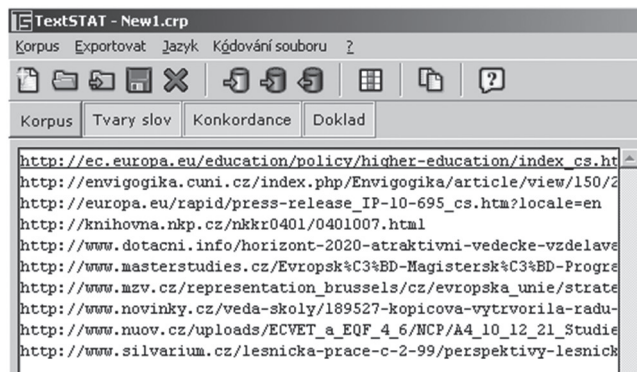 TextSTAT - New1.crp
Korpus Exportovat Jazyk Kódování souboru ?
Korpus Tvary slov Konkordance Doklad
http://ec.europa.eu/education/policy/higher-education/index_cs.ht
http://envigogika.cuni.cz/index.php/Envigogika/article/view/150/2
http://europa.eu/rapid/press-release_IP-10-695_cs.htm?locale=en
http://knihovna.nkp.cz/nkkr0401/0401007.html
http://www.dotacni.info/horizont-2020-atraktivni-vedecke-vzdelave
http://www.masterstudies.cz/Evropsk%C3%BD-Magistersk%C3%BD-Progra
http://www.mzv.cz/representation_brussels/cz/evropska_unie/strate
http://www.novinky.cz/veda-skoly/189527-kopicova-vytrvorila-radu-
http://www.nuov.cz/uploads/ECVET_a_EQF_4_6/NCP/A4_10_12_21_Studie
http://www.silvarium.cz/lesnicka-prace-c-2-99/perspektivy-lesnick